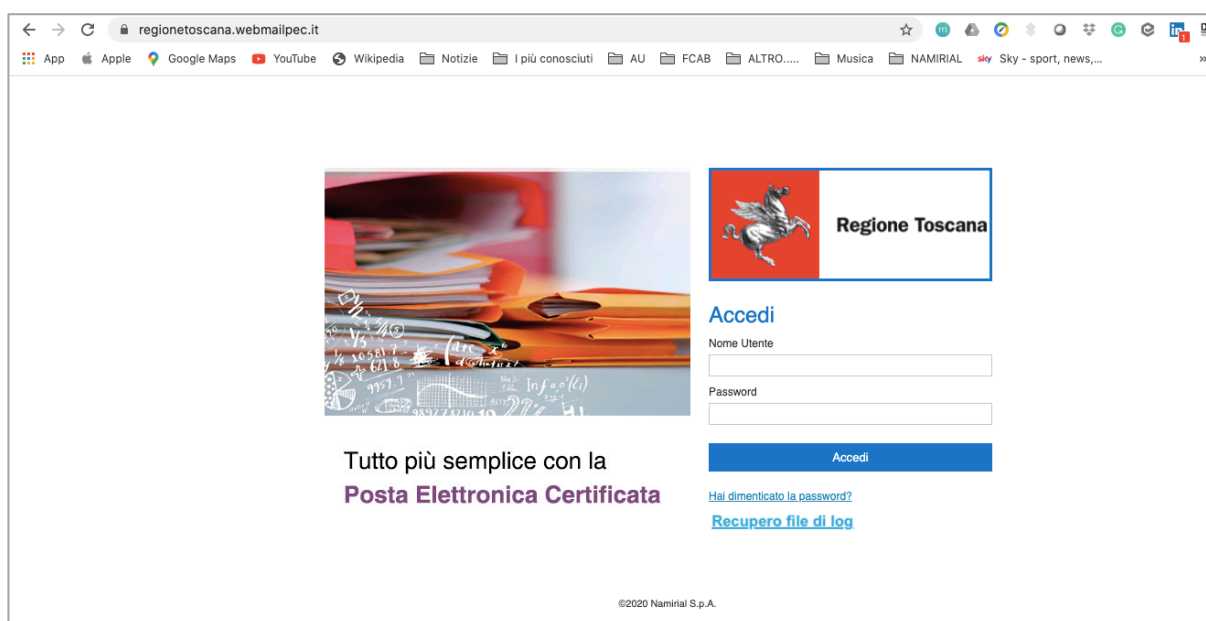 regionetoscana.webmailpec.it
App Apple Google Maps YouTube Wikipedia Notizie I più conosciuti AU FCAB ALTRO..... Musica NAMIRIAL sky Sky - sport, news,... »
Regione Toscana
Accedi
Nome Utente
Password
Accedi
Hai dimenticato la password?
Recupero file di log
Tutto più semplice con la
Posta Elettronica Certificata
©2020 Namirial S.p.A.